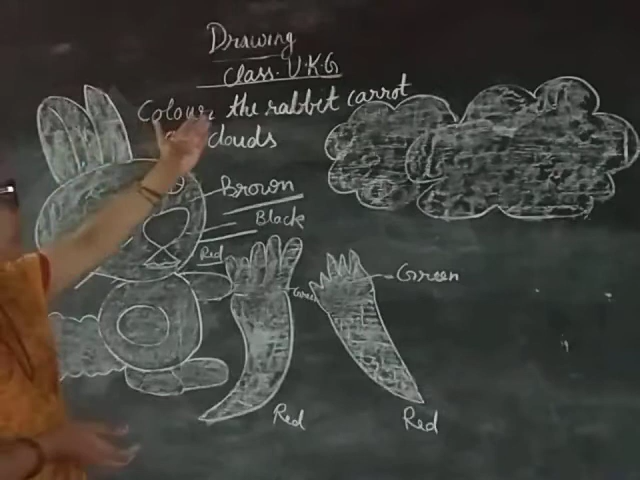 Drawing
Class. U.K.G
Colour the rabbit carrot
clouds
Brown
Black
Red
Green
Green
Red
Red